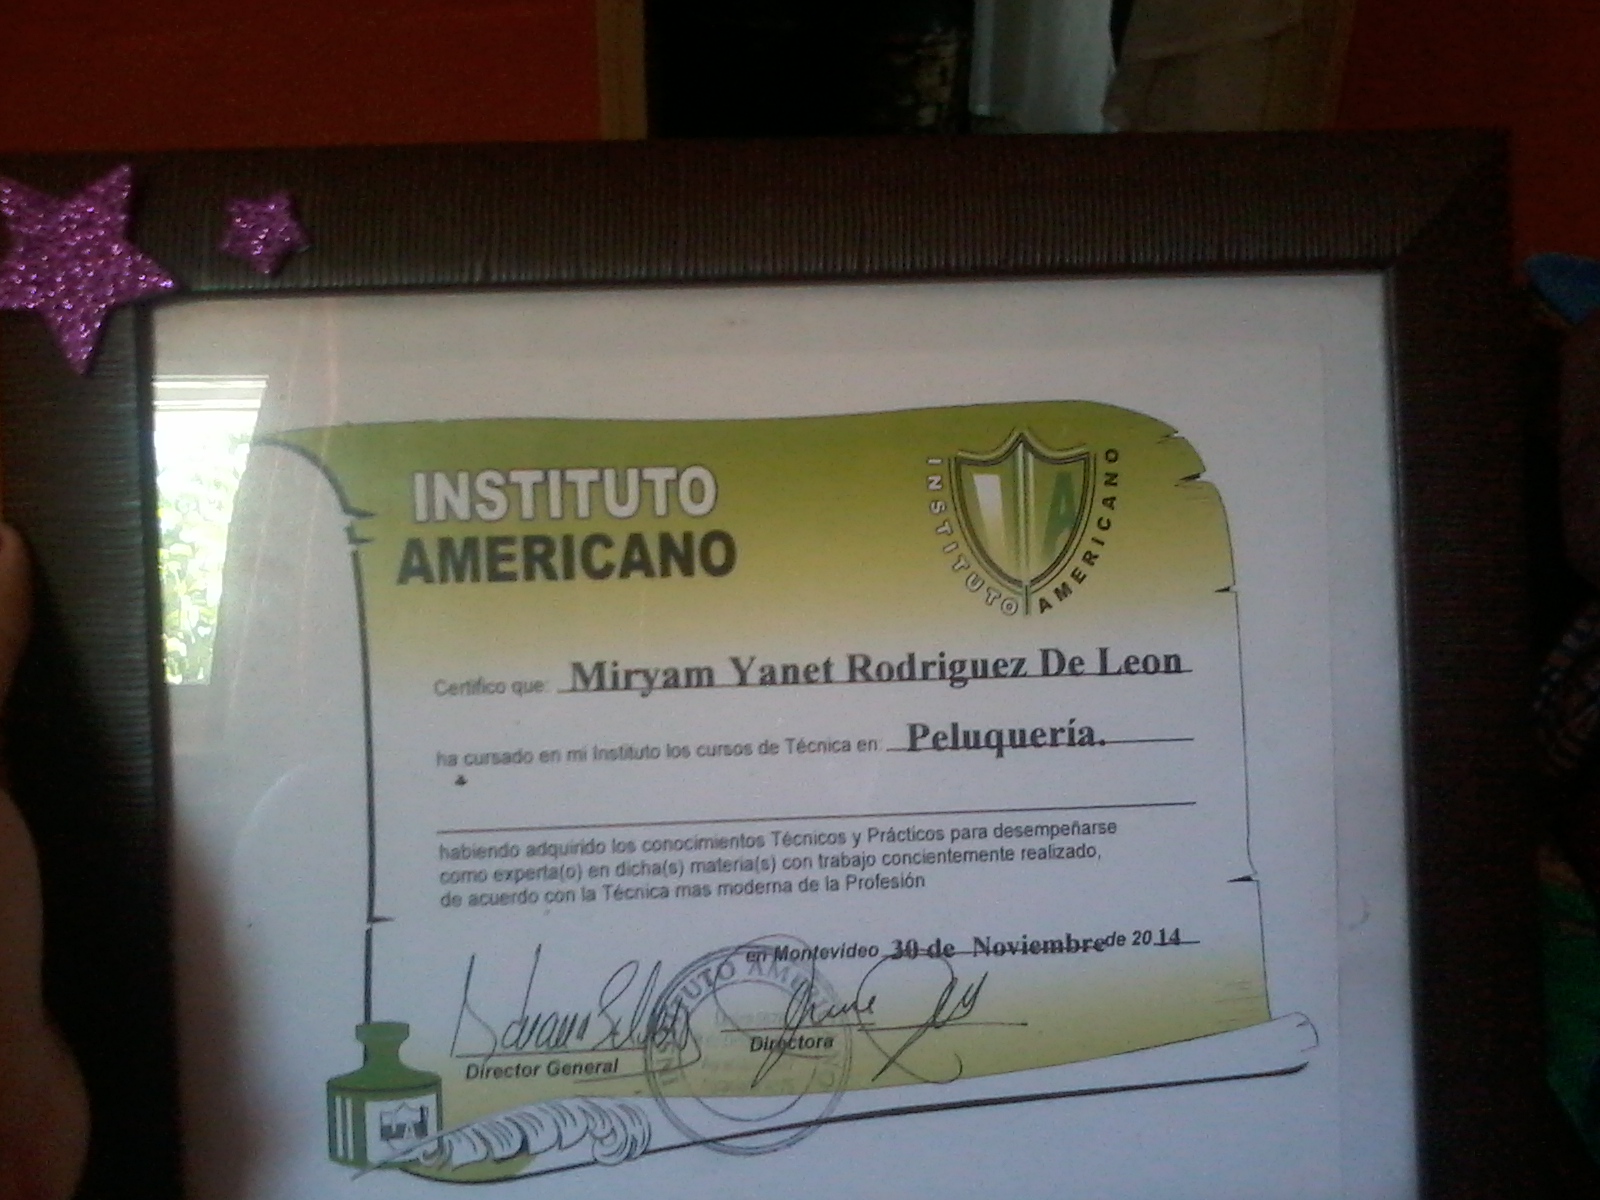 INSTITUTO
AMERICANO
INSTITUTO AMERICANO
Certifico que: Miryam Yanet Rodriguez De Leon
ha cursado en mi Instituto los cursos de Técnica en: Peluquería.
habiendo adquirido los conocimientos Técnicos y Prácticos para desempeñarse
como experta(o) en dicha(s) materia(s) con trabajo concientemente realizado,
de acuerdo con la Técnica mas moderna de la Profesión
en Montevideo 30 de Noviembre de 2014
Director General
Directora